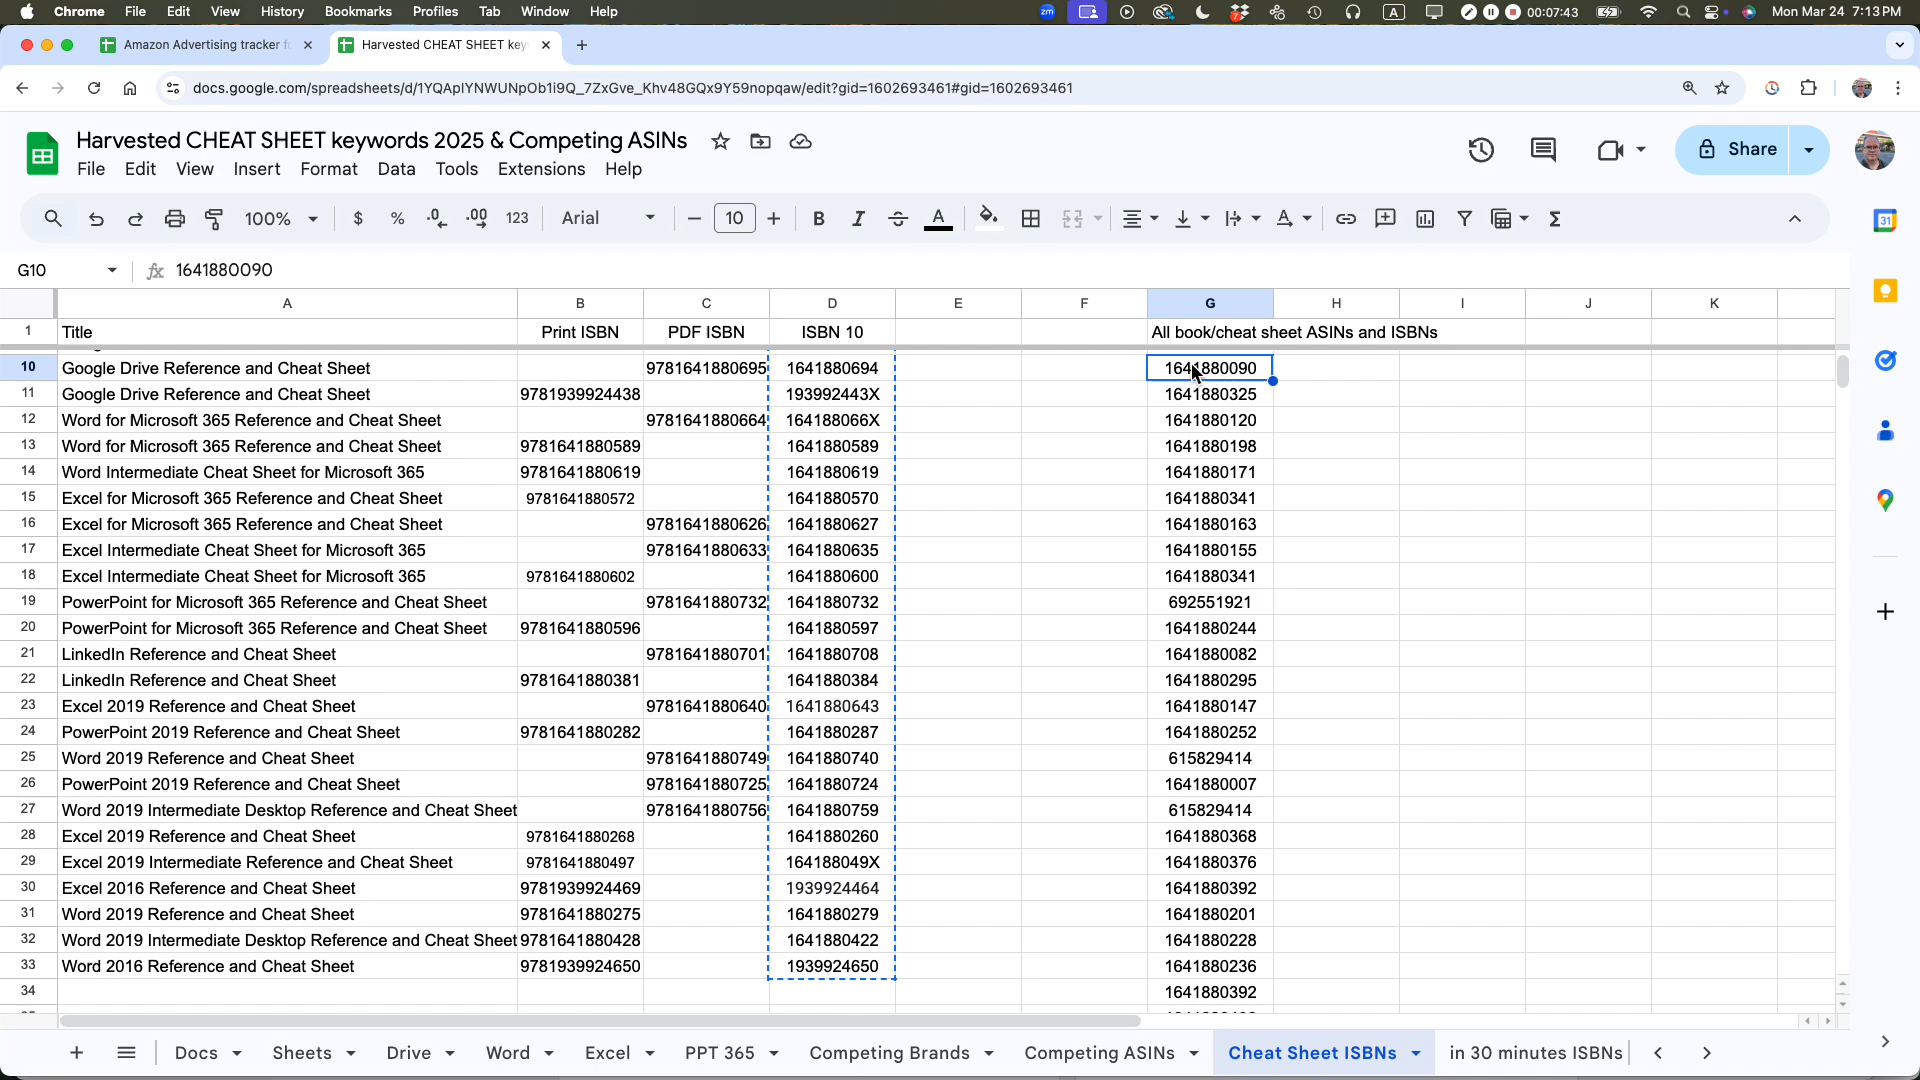 Chrome File Edit View History Bookmarks Profiles Tab Window Help zm A 00:07:43 Mon Mar 24 7:13 PM
Amazon Advertising tracker f Harvested CHEAT SHEET key
docs.google.com/spreadsheets/d/1YQAplYNWUNpOb1i9Q_7ZxGve_Khv48GQx9Y59nopqaw/edit?gid=1602693461#gid=1602693461
Harvested CHEAT SHEET keywords 2025 & Competing ASINs
File Edit View Insert Format Data Tools Extensions Help Share
100% $ % .0 .00 123 Arial 10 B I S A 31
G10 fx 1641880090
A B C D E F G H I J K
1 Title Print ISBN PDF ISBN ISBN 10 All book/cheat sheet ASINs and ISBNs
10 Google Drive Reference and Cheat Sheet 9781641880695 1641880694 1641880090
11 Google Drive Reference and Cheat Sheet 9781939924438 193992443X 1641880325
12 Word for Microsoft 365 Reference and Cheat Sheet 9781641880664 164188066X 1641880120
13 Word for Microsoft 365 Reference and Cheat Sheet 9781641880589 1641880589 1641880198
14 Word Intermediate Cheat Sheet for Microsoft 365 9781641880619 1641880619 1641880171
15 Excel for Microsoft 365 Reference and Cheat Sheet 9781641880572 1641880570 1641880341
16 Excel for Microsoft 365 Reference and Cheat Sheet 9781641880626 1641880627 1641880163
17 Excel Intermediate Cheat Sheet for Microsoft 365 9781641880633 1641880635 1641880155
18 Excel Intermediate Cheat Sheet for Microsoft 365 9781641880602 1641880600 1641880341
19 PowerPoint for Microsoft 365 Reference and Cheat Sheet 9781641880732 1641880732 692551921
20 PowerPoint for Microsoft 365 Reference and Cheat Sheet 9781641880596 1641880597 1641880244
21 LinkedIn Reference and Cheat Sheet 9781641880701 1641880708 1641880082
22 LinkedIn Reference and Cheat Sheet 9781641880381 1641880384 1641880295
23 Excel 2019 Reference and Cheat Sheet 9781641880640 1641880643 1641880147
24 PowerPoint 2019 Reference and Cheat Sheet 9781641880282 1641880287 1641880252
25 Word 2019 Reference and Cheat Sheet 9781641880749 1641880740 615829414
26 PowerPoint 2019 Reference and Cheat Sheet 9781641880725 1641880724 1641880007
27 Word 2019 Intermediate Desktop Reference and Cheat Sheet 9781641880756 1641880759 615829414
28 Excel 2019 Reference and Cheat Sheet 9781641880268 1641880260 1641880368
29 Excel 2019 Intermediate Reference and Cheat Sheet 9781641880497 164188049X 1641880376
30 Excel 2016 Reference and Cheat Sheet 9781939924469 1939924464 1641880392
31 Word 2019 Reference and Cheat Sheet 9781641880275 1641880279 1641880201
32 Word 2019 Intermediate Desktop Reference and Cheat Sheet 9781641880428 1641880422 1641880228
33 Word 2016 Reference and Cheat Sheet 9781939924650 1939924650 1641880236
34 1641880392
Docs Sheets Drive Word Excel PPT 365 Competing Brands Competing ASINs Cheat Sheet ISBNs in 30 minutes ISBNs